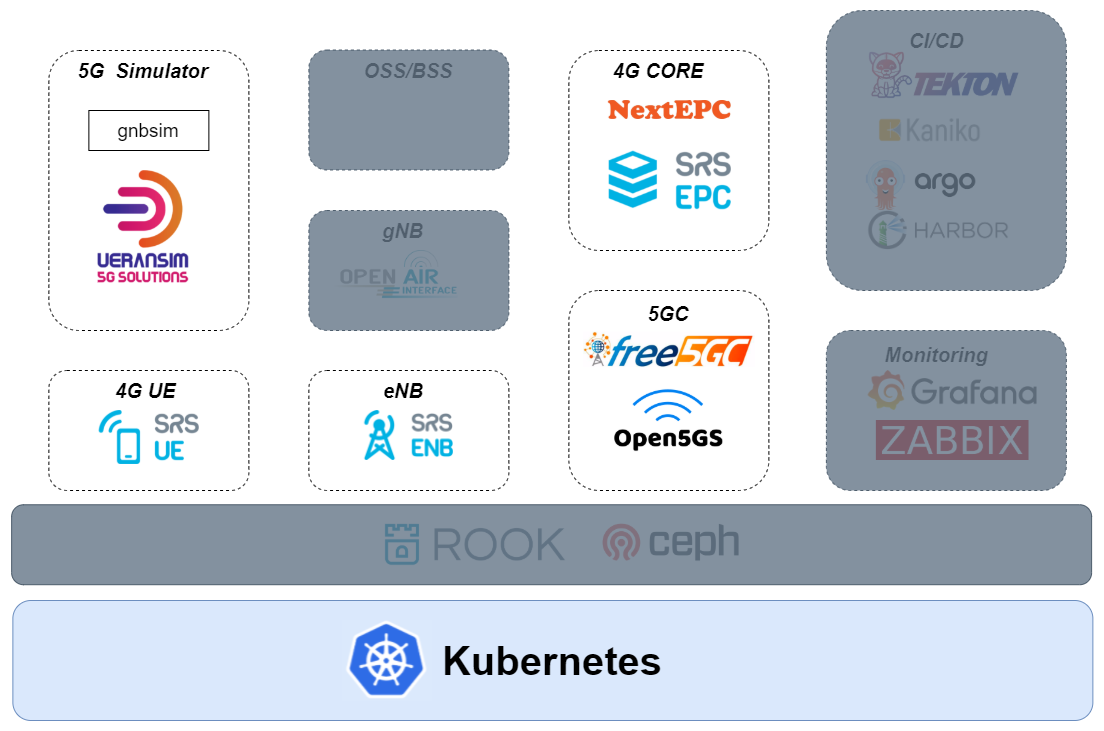 5G Simulator
gnbsim
UERANSIM
5G SOLUTIONS
4G UE
SRS
UE
OSS/BSS
gNB
OPEN AIR
INTERFACE
eNB
SRS
ENB
4G CORE
NextEPC
SRS
EPC
5GC
free5GC
Open5GS
CI/CD
TEKTON
Kaniko
argo
HARBOR
Monitoring
Grafana
ZABBIX
ROOK ceph
Kubernetes